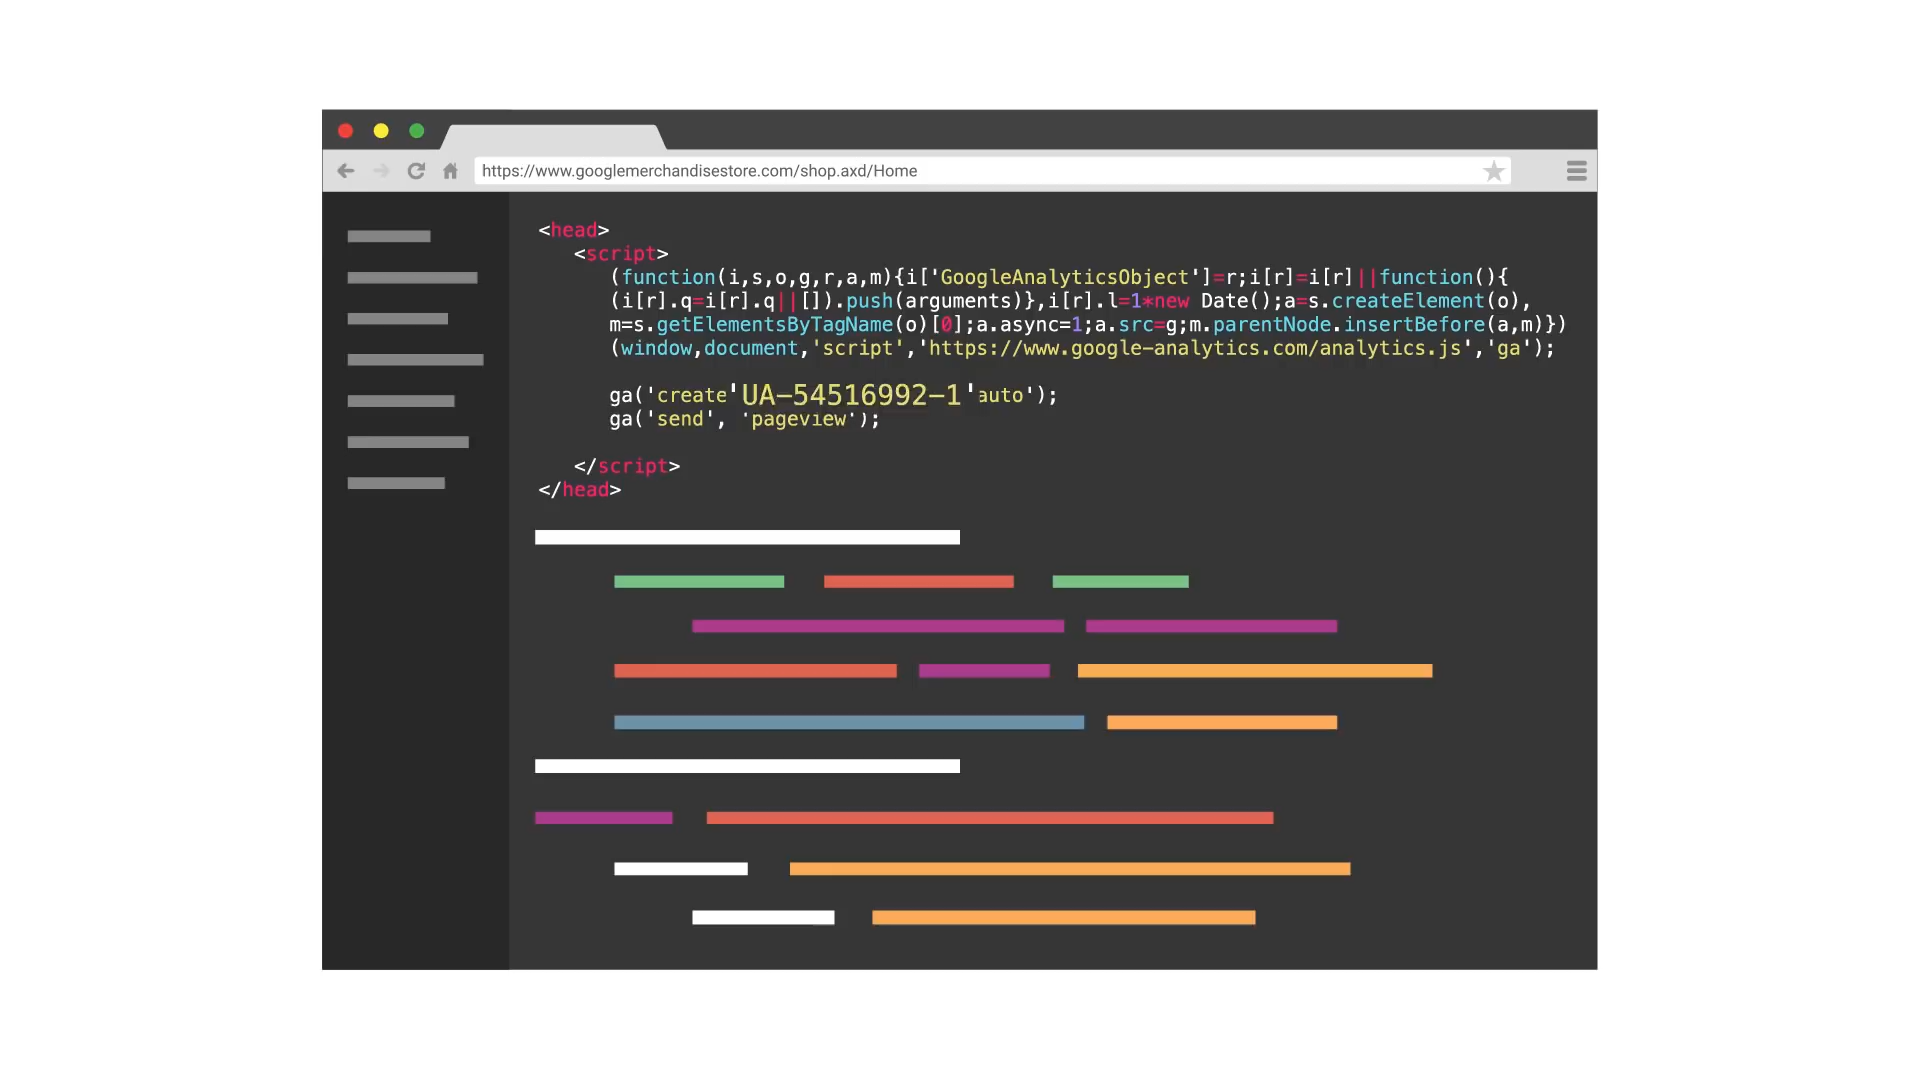 https://www.googlemerchandisestore.com/shop.axd/Home
<head>
<script>
(function(i,s,o,g,r,a,m){i['GoogleAnalyticsObject']=r;i[r]=i[r]||function(){
(i[r].q=i[r].q||[]).push(arguments)},i[r].l=1*new Date();a=s.createElement(o),
m=s.getElementsByTagName(o)[0];a.async=1;a.src=g;m.parentNode.insertBefore(a,m)})
(window,document,'script','https://www.google-analytics.com/analytics.js','ga');
ga('create'UA-54516992-1'auto');
ga('send', 'pageview');
</script>
</head>